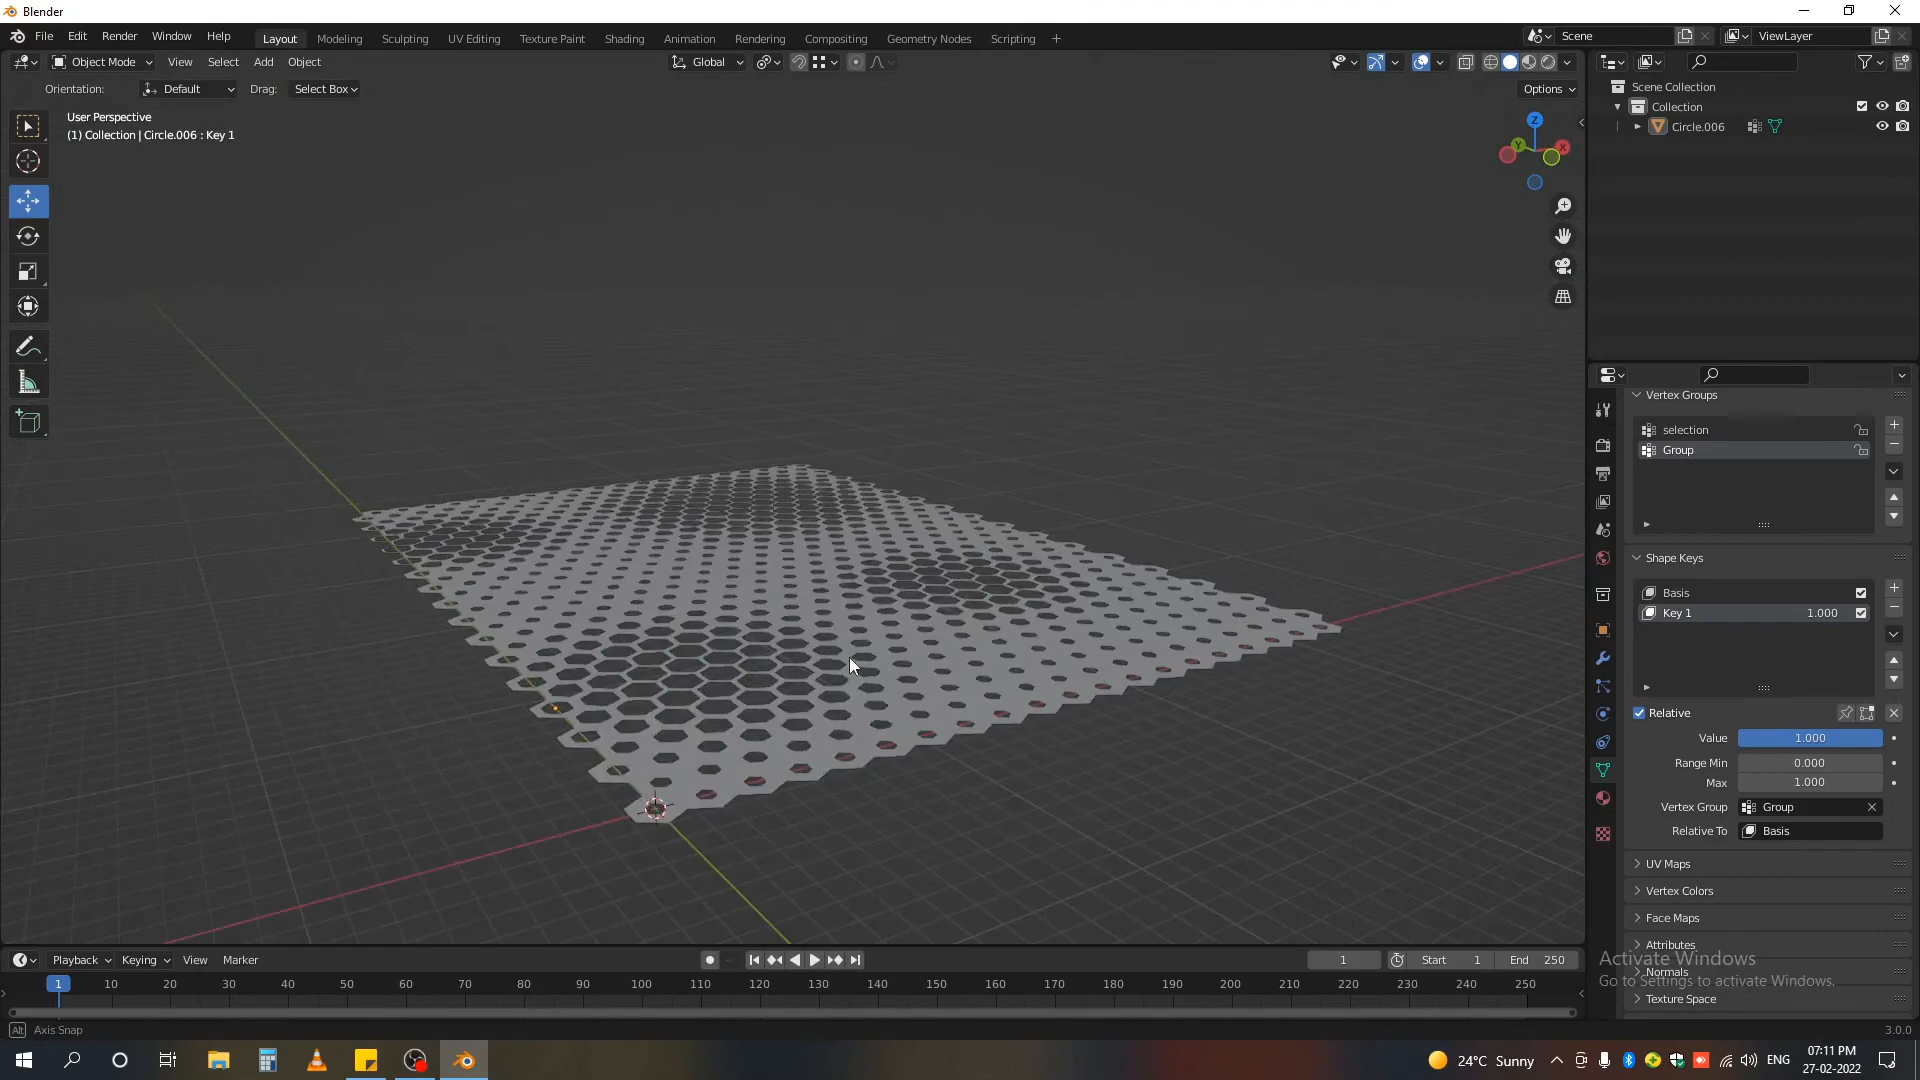 Blender
File Edit Render Window Help Layout Modeling Sculpting UV Editing Texture Paint Shading Animation Rendering Compositing Geometry Nodes Scripting + Scene ViewLayer
Object Mode View Select Add Object Global
Orientation: Default Drag: Select Box Options
User Perspective
(1) Collection | Circle.006 : Key 1
Z
Y
X
Scene Collection
Collection
Circle.006
Vertex Groups
selection
Group
Shape Keys
Basis
Key 1 1.000
Relative
Value 1.000
Range Min 0.000
Max 1.000
Vertex Group Group
Relative To Basis
UV Maps
Vertex Colors
Face Maps
Attributes
Normals
Texture Space
Activate Windows
Go to Settings to activate Windows.
Playback Keying View Marker 1 Start 1 End 250
1 10 20 30 40 50 60 70 80 90 100 110 120 130 140 150 160 170 180 190 200 210 220 230 240 250
Alt Axis Snap 3.0.0
24°C Sunny ENG 07:11 PM
27-02-2022